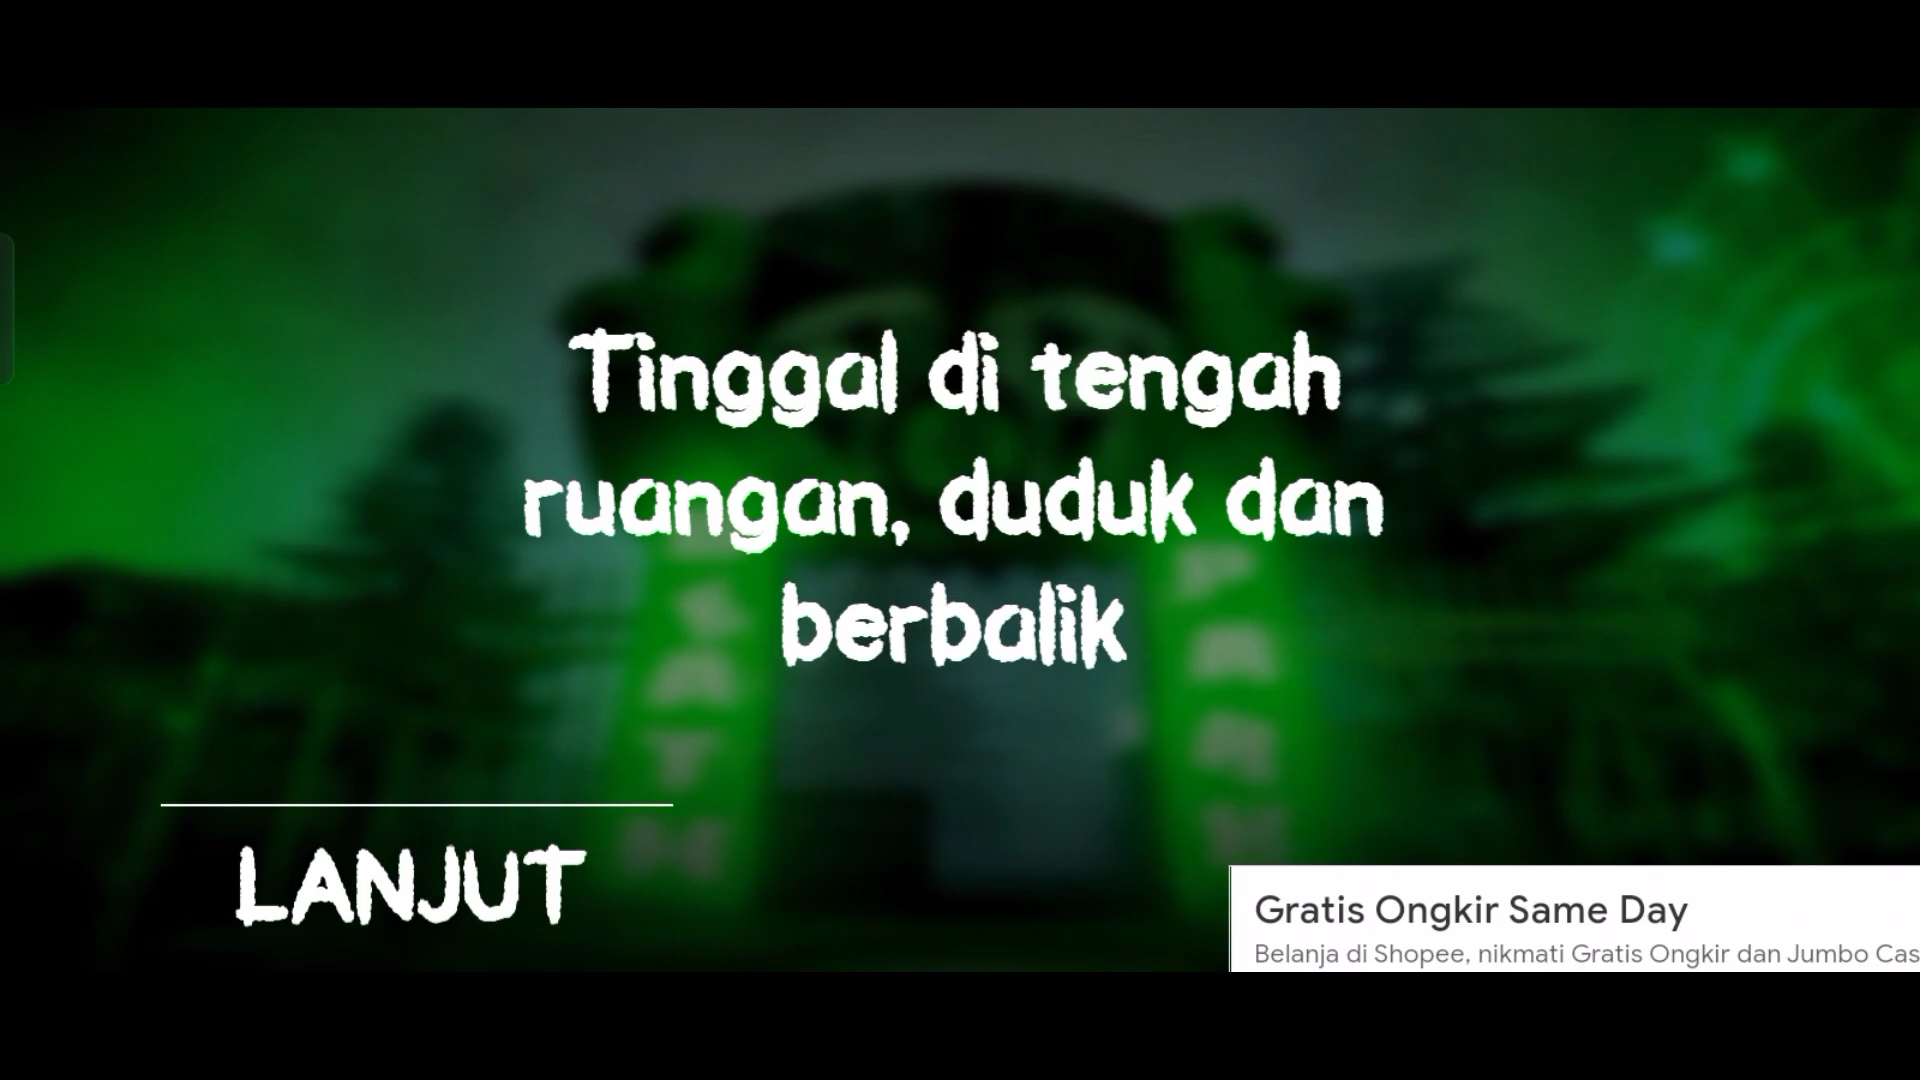 Tinggal di tengah
ruangan, duduk dan
berbalik
LANJUT
Gratis Ongkir Same Day
Belanja di Shopee, nikmati Gratis Ongkir dan Jumbo Cas